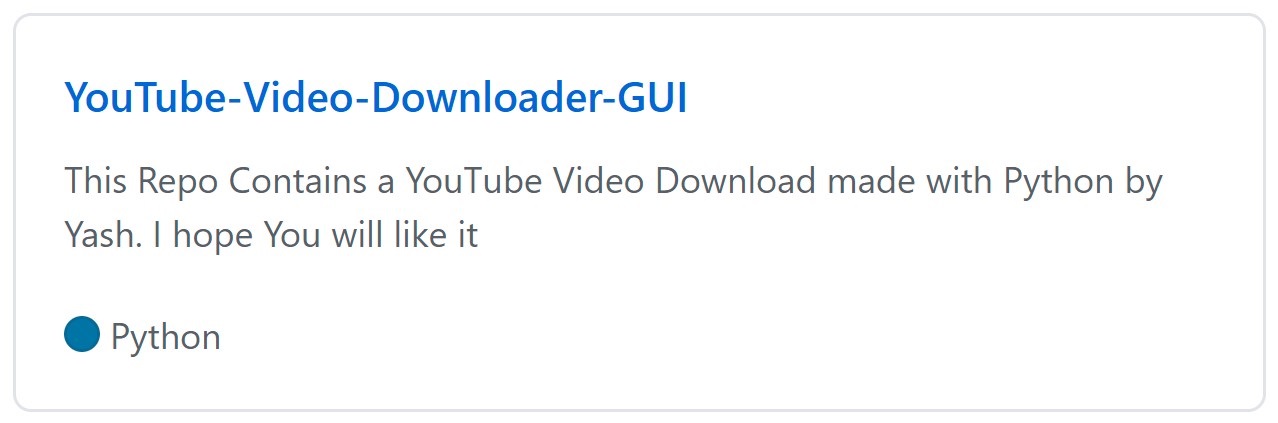 YouTube-Video-Downloader-GUI
This Repo Contains a YouTube Video Download made with Python by
Yash. I hope You will like it
Python